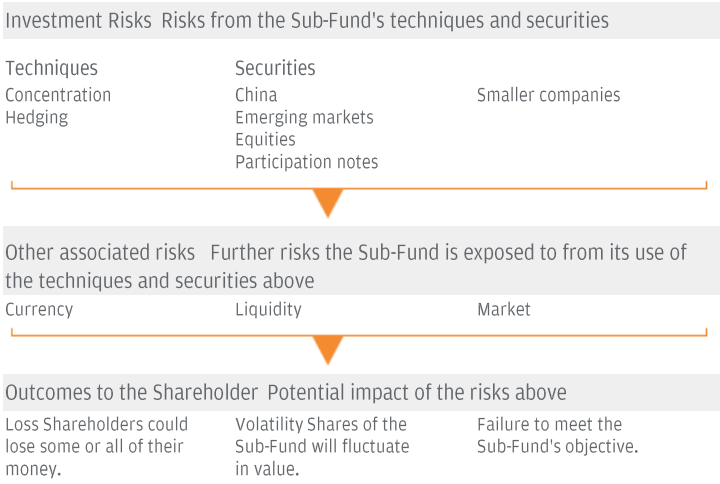 Investment Risks Risks from the Sub-Fund's techniques and securities
Techniques
Concentration
Hedging
Securities
China
Emerging markets
Equities
Participation notes
Smaller companies
Other associated risks Further risks the Sub-Fund is exposed to from its use of
the techniques and securities above
Currency
Liquidity
Market
Outcomes to the Shareholder Potential impact of the risks above
Loss Shareholders could
lose some or all of their
money.
Volatility Shares of the
Sub-Fund will fluctuate
in value.
Failure to meet the
Sub-Fund's objective.